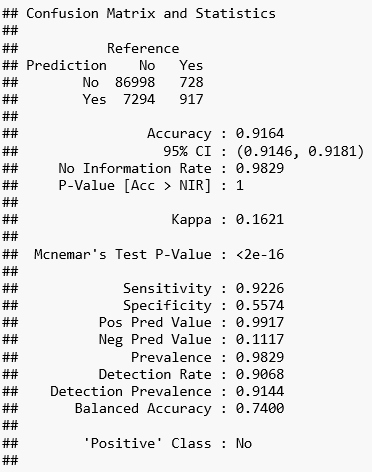 ## Confusion Matrix and Statistics
##
##           Reference
## Prediction    No   Yes
##        No  86998   728
##        Yes  7294   917
##
##                Accuracy : 0.9164
##                  95% CI : (0.9146, 0.9181)
##     No Information Rate : 0.9829
##     P-Value [Acc > NIR] : 1
##
##                   Kappa : 0.1621
##
##  Mcnemar's Test P-Value : <2e-16
##
##             Sensitivity : 0.9226
##             Specificity : 0.5574
##          Pos Pred Value : 0.9917
##          Neg Pred Value : 0.1117
##              Prevalence : 0.9829
##          Detection Rate : 0.9068
##    Detection Prevalence : 0.9144
##       Balanced Accuracy : 0.7400
##
##        'Positive' Class : No
##